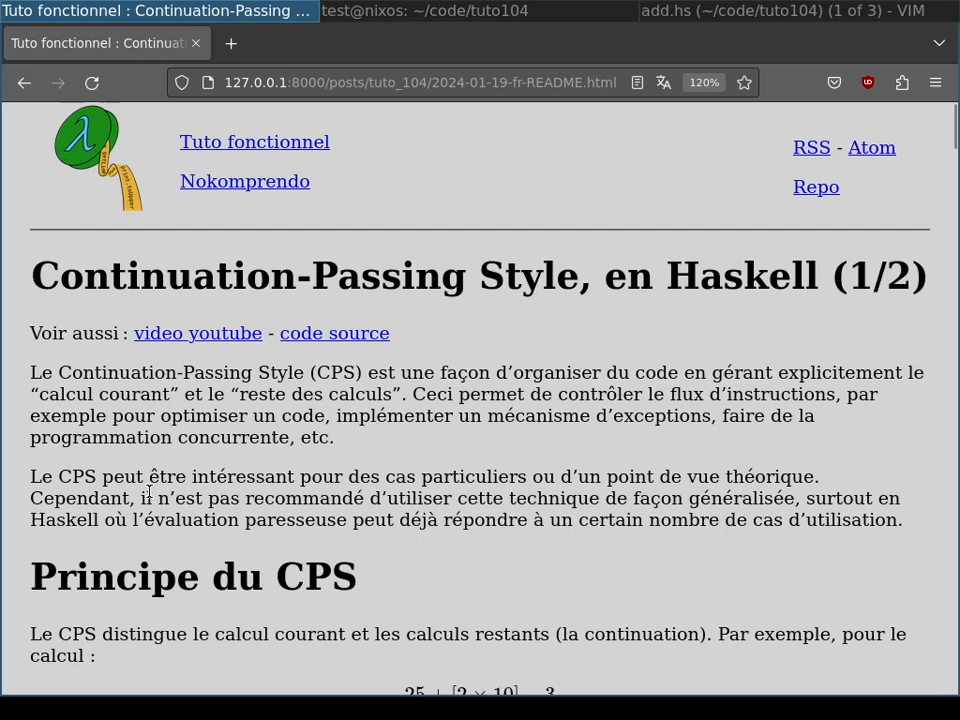 Tuto fonctionnel : Continuation-Passing ...
test@nixos: ~/code/tuto104
add.hs (~/code/tuto104) (1 of 3) - VIM
Tuto fonctionnel : Continuati
127.0.0.1:8000/posts/tuto_104/2024-01-19-fr-README.html
120%
Tuto fonctionnel
RSS - Atom
Nokomprendo
Repo
Continuation-Passing Style, en Haskell (1/2)
Voir aussi : video youtube - code source
Le Continuation-Passing Style (CPS) est une façon d’organiser du code en gérant explicitement le
“calcul courant” et le “reste des calculs”. Ceci permet de contrôler le flux d’instructions, par
exemple pour optimiser un code, implémenter un mécanisme d’exceptions, faire de la
programmation concurrente, etc.
Le CPS peut être intéressant pour des cas particuliers ou d’un point de vue théorique.
Cependant, il n’est pas recommandé d’utiliser cette technique de façon généralisée, surtout en
Haskell où l’évaluation paresseuse peut déjà répondre à un certain nombre de cas d’utilisation.
Principe du CPS
Le CPS distingue le calcul courant et les calculs restants (la continuation). Par exemple, pour le
calcul :